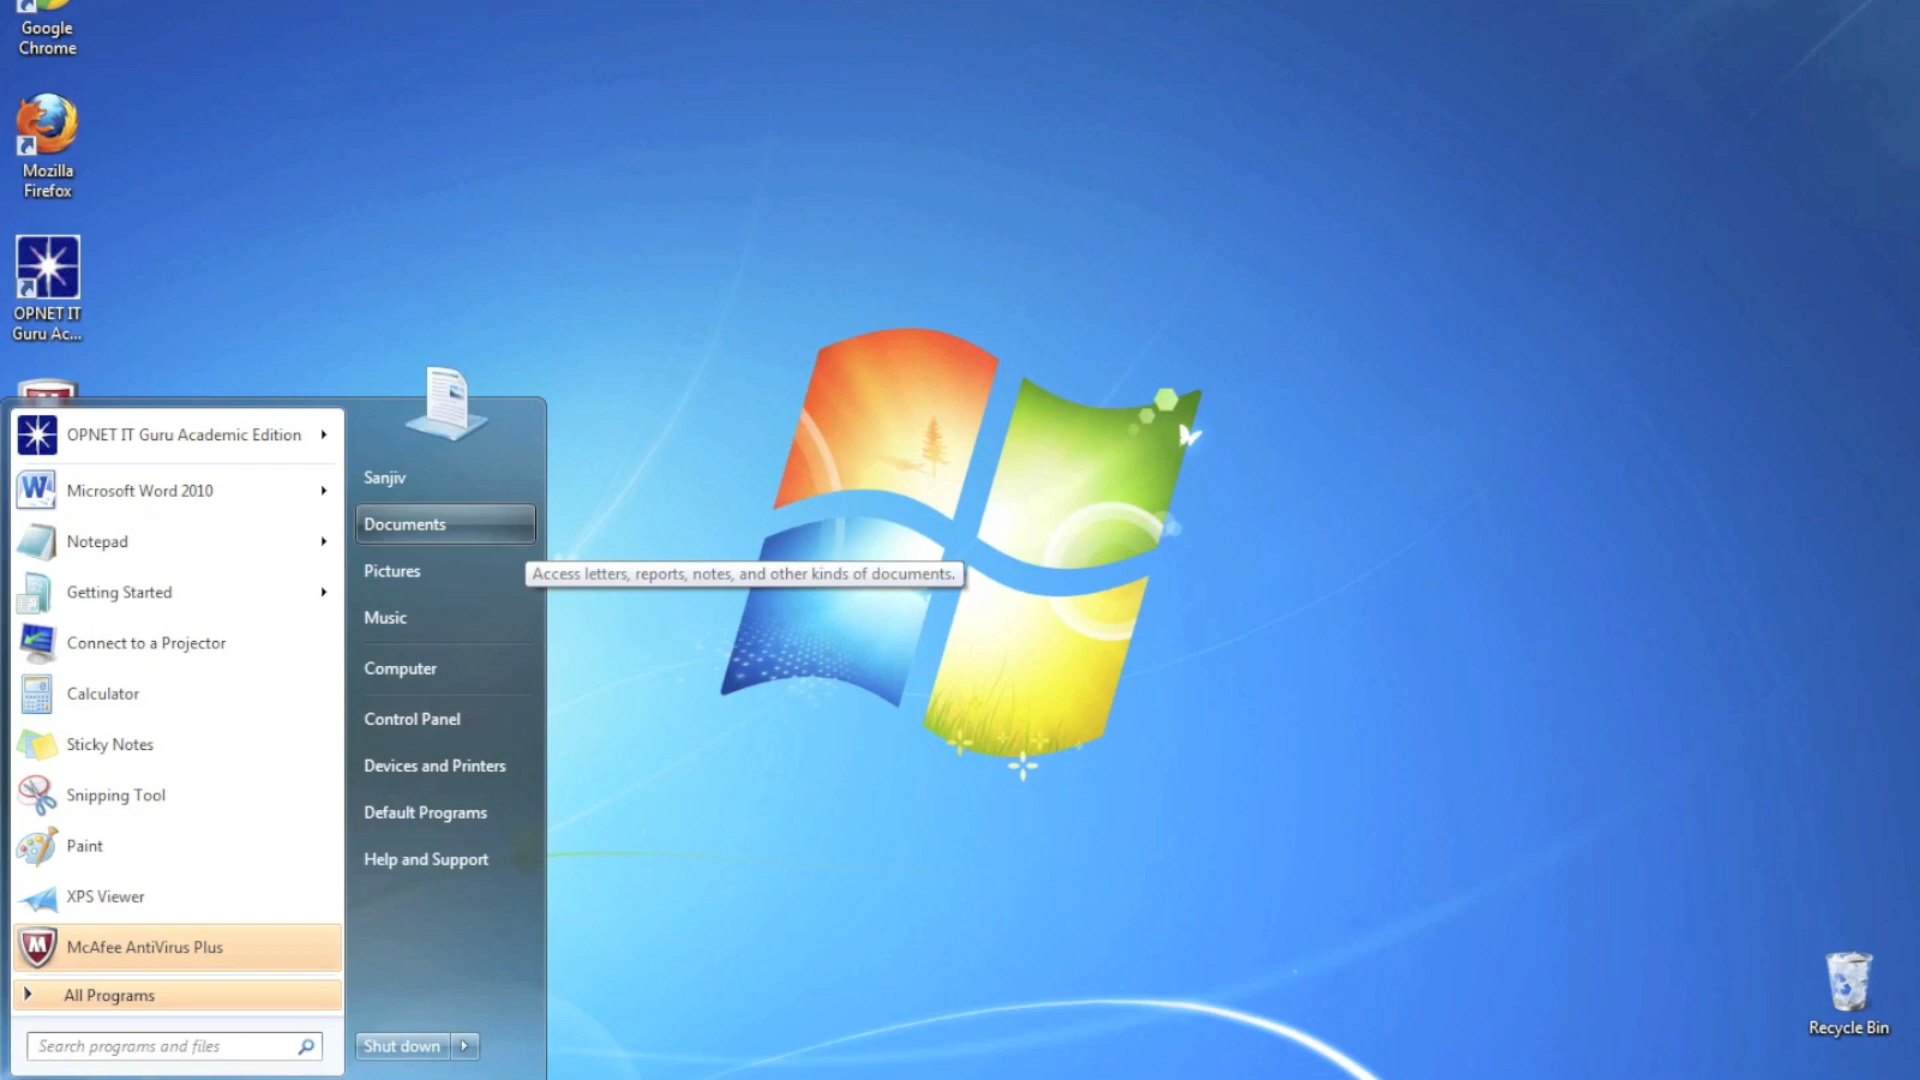 Google
Chrome
Mozilla
Firefox
OPNET IT
Guru Ac...
OPNET IT Guru Academic Edition
Microsoft Word 2010
Notepad
Getting Started
Connect to a Projector
Calculator
Sticky Notes
Snipping Tool
Paint
XPS Viewer
McAfee AntiVirus Plus
All Programs
Search programs and files
Sanjiv
Documents
Pictures
Music
Computer
Control Panel
Devices and Printers
Default Programs
Help and Support
Shut down
Access letters, reports, notes, and other kinds of documents.
Recycle Bin